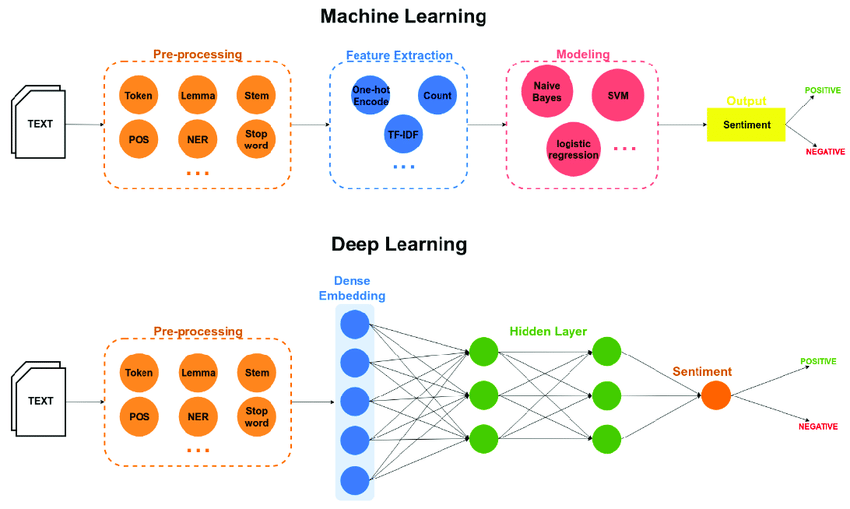 Machine Learning
Pre-processing
Feature Extraction
Modeling
Token
Lemma
Stem
One-hot
Encode
Count
Naive
Bayes
SVM
Output
POSITIVE
TEXT
POS
NER
Stop
word
TF-IDF
logistic
regression
Sentiment
NEGATIVE
...
...
...
Deep Learning
Dense
Embedding
Pre-processing
Hidden Layer
Token
Lemma
Stem
Sentiment
POSITIVE
TEXT
POS
NER
Stop
word
NEGATIVE
...